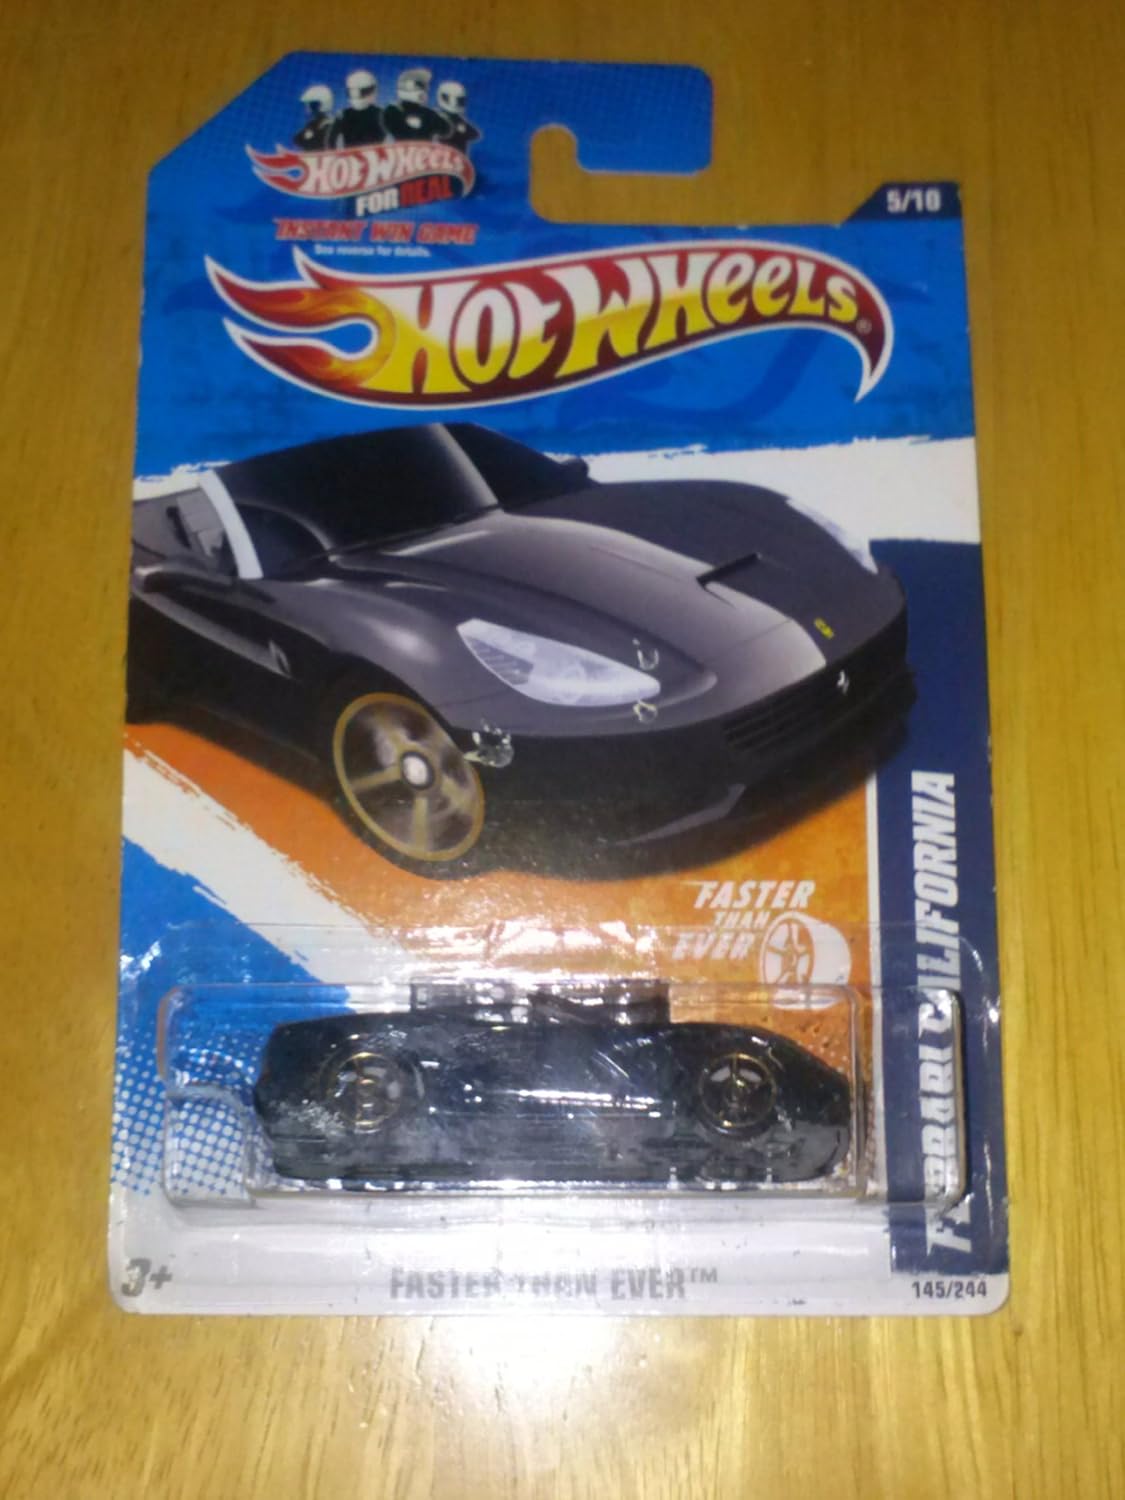 HOT WHEELS
FOR REAL
INSTANT WIN GAME
See reverse for details.
5/10
HOT WHEELS®
FASTER
THAN
EVER
FERRARI CALIFORNIA
3+
FASTER THAN EVER™
145/244